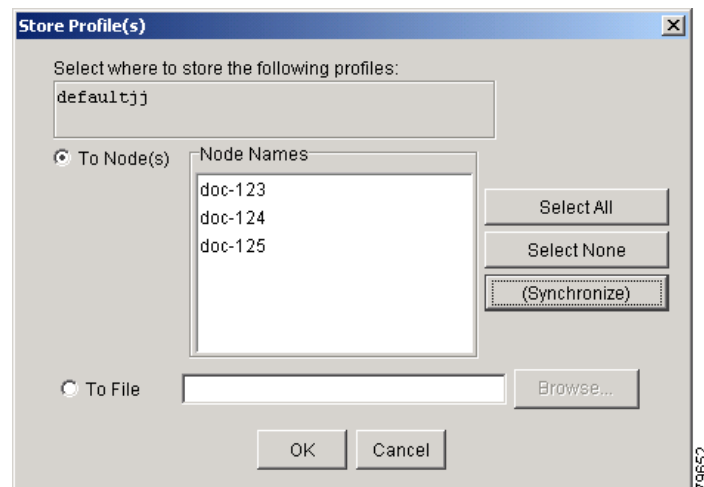 Store Profile(s)
Select where to store the following profiles:
defaultjj
To Node(s)
Node Names
doc-123
doc-124
doc-125
Select All
Select None
(Synchronize)
To File
Browse...
OK
Cancel
79652